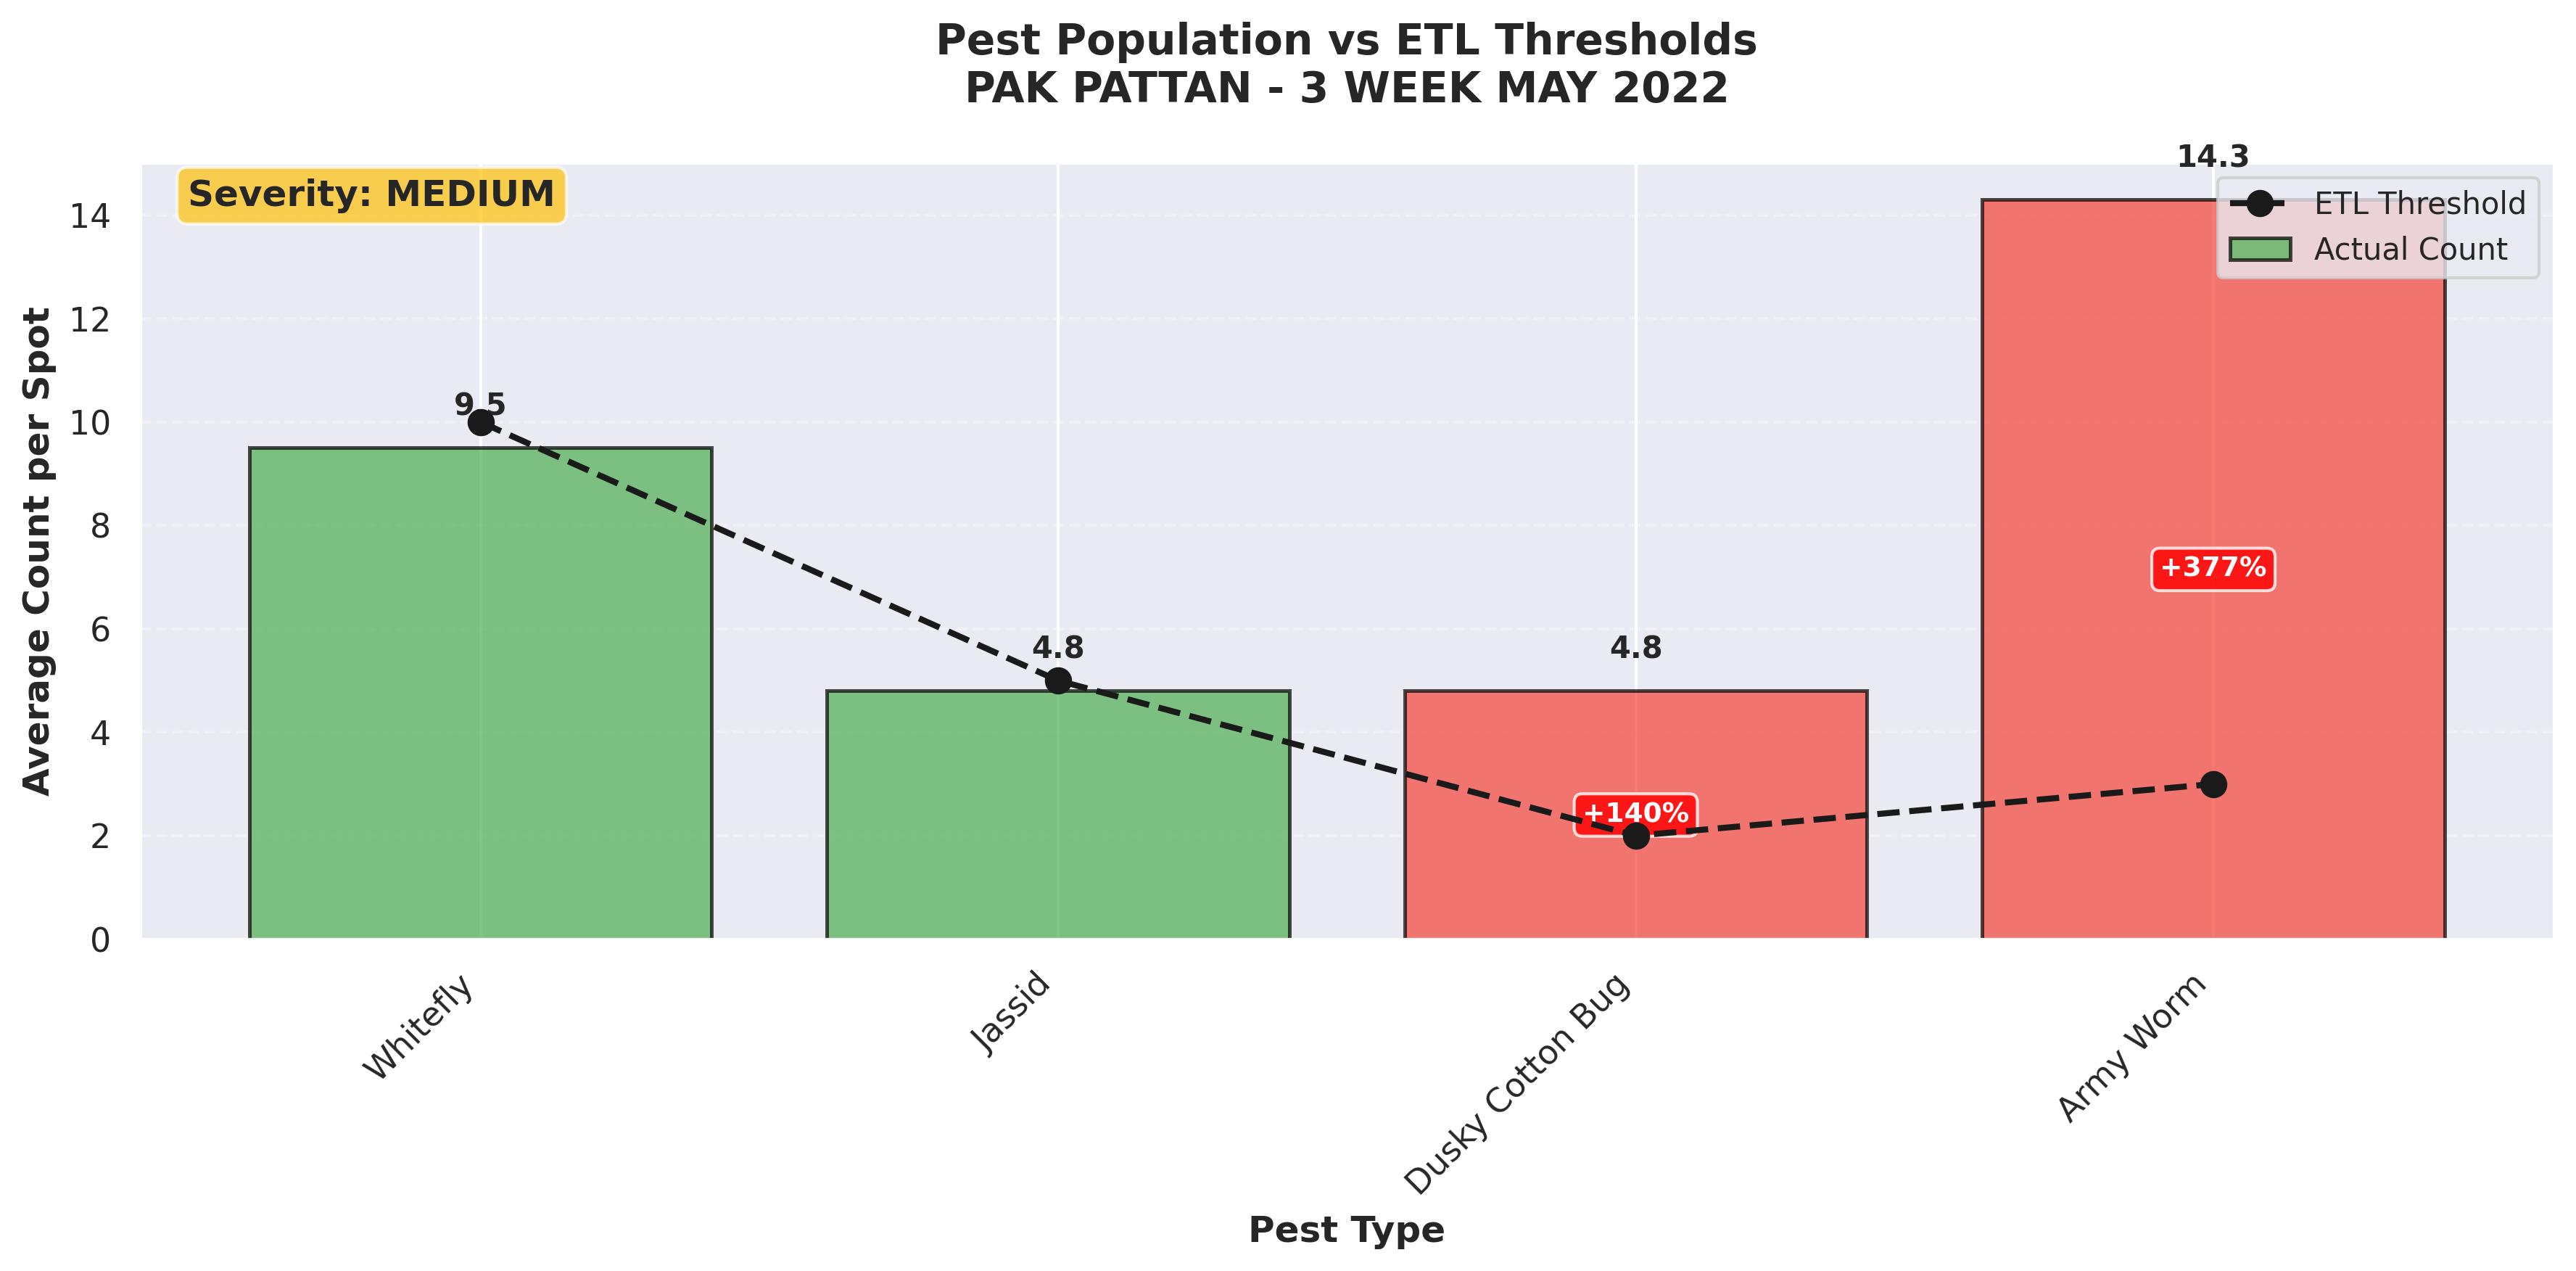 Pest Population vs ETL Thresholds
PAK PATTAN - 3 WEEK MAY 2022
Severity: MEDIUM
ETL Threshold
Actual Count
Average Count per Spot
14
12
10
8
6
4
2
0
9.5
4.8
4.8
14.3
+140%
+377%
Whitefly
Jassid
Dusky Cotton Bug
Army Worm
Pest Type